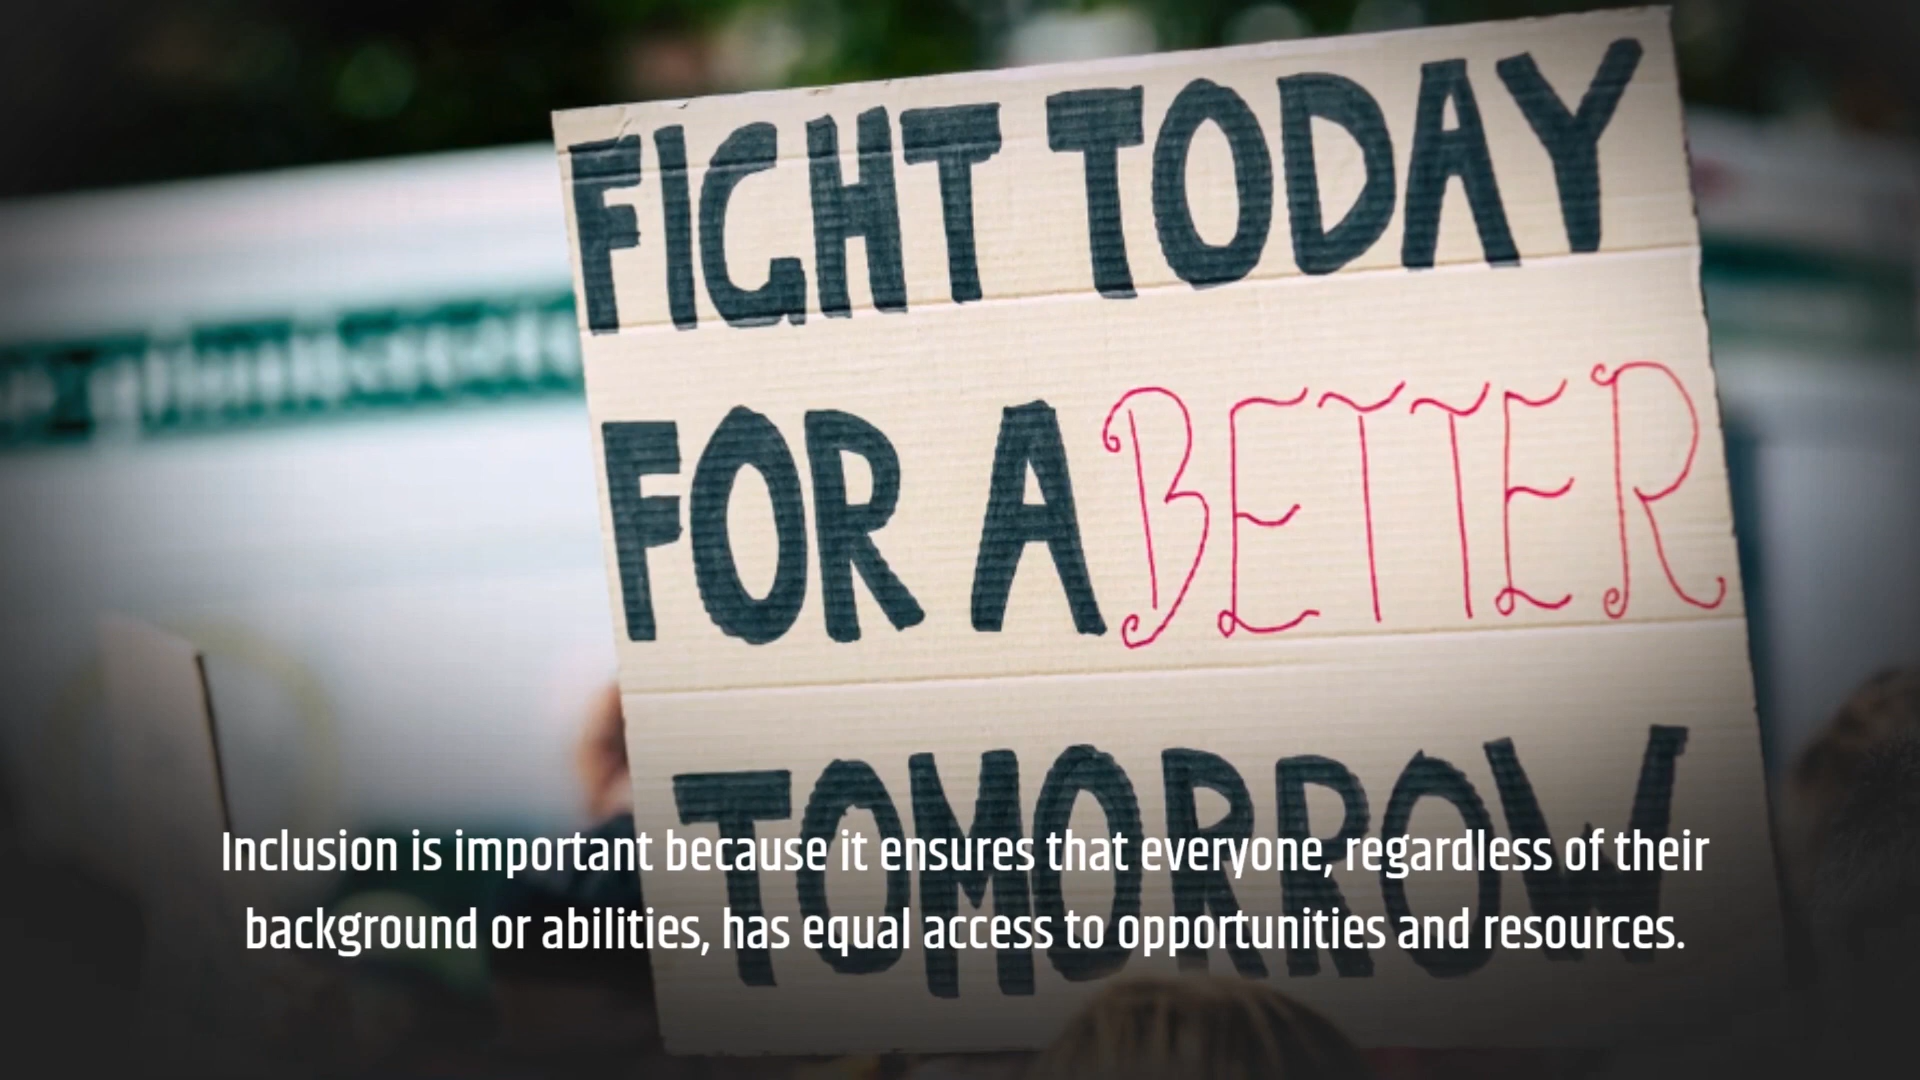 FIGHT TODAY
FOR A BETTER
TOMORROW
Inclusion is important because it ensures that everyone, regardless of their
background or abilities, has equal access to opportunities and resources.